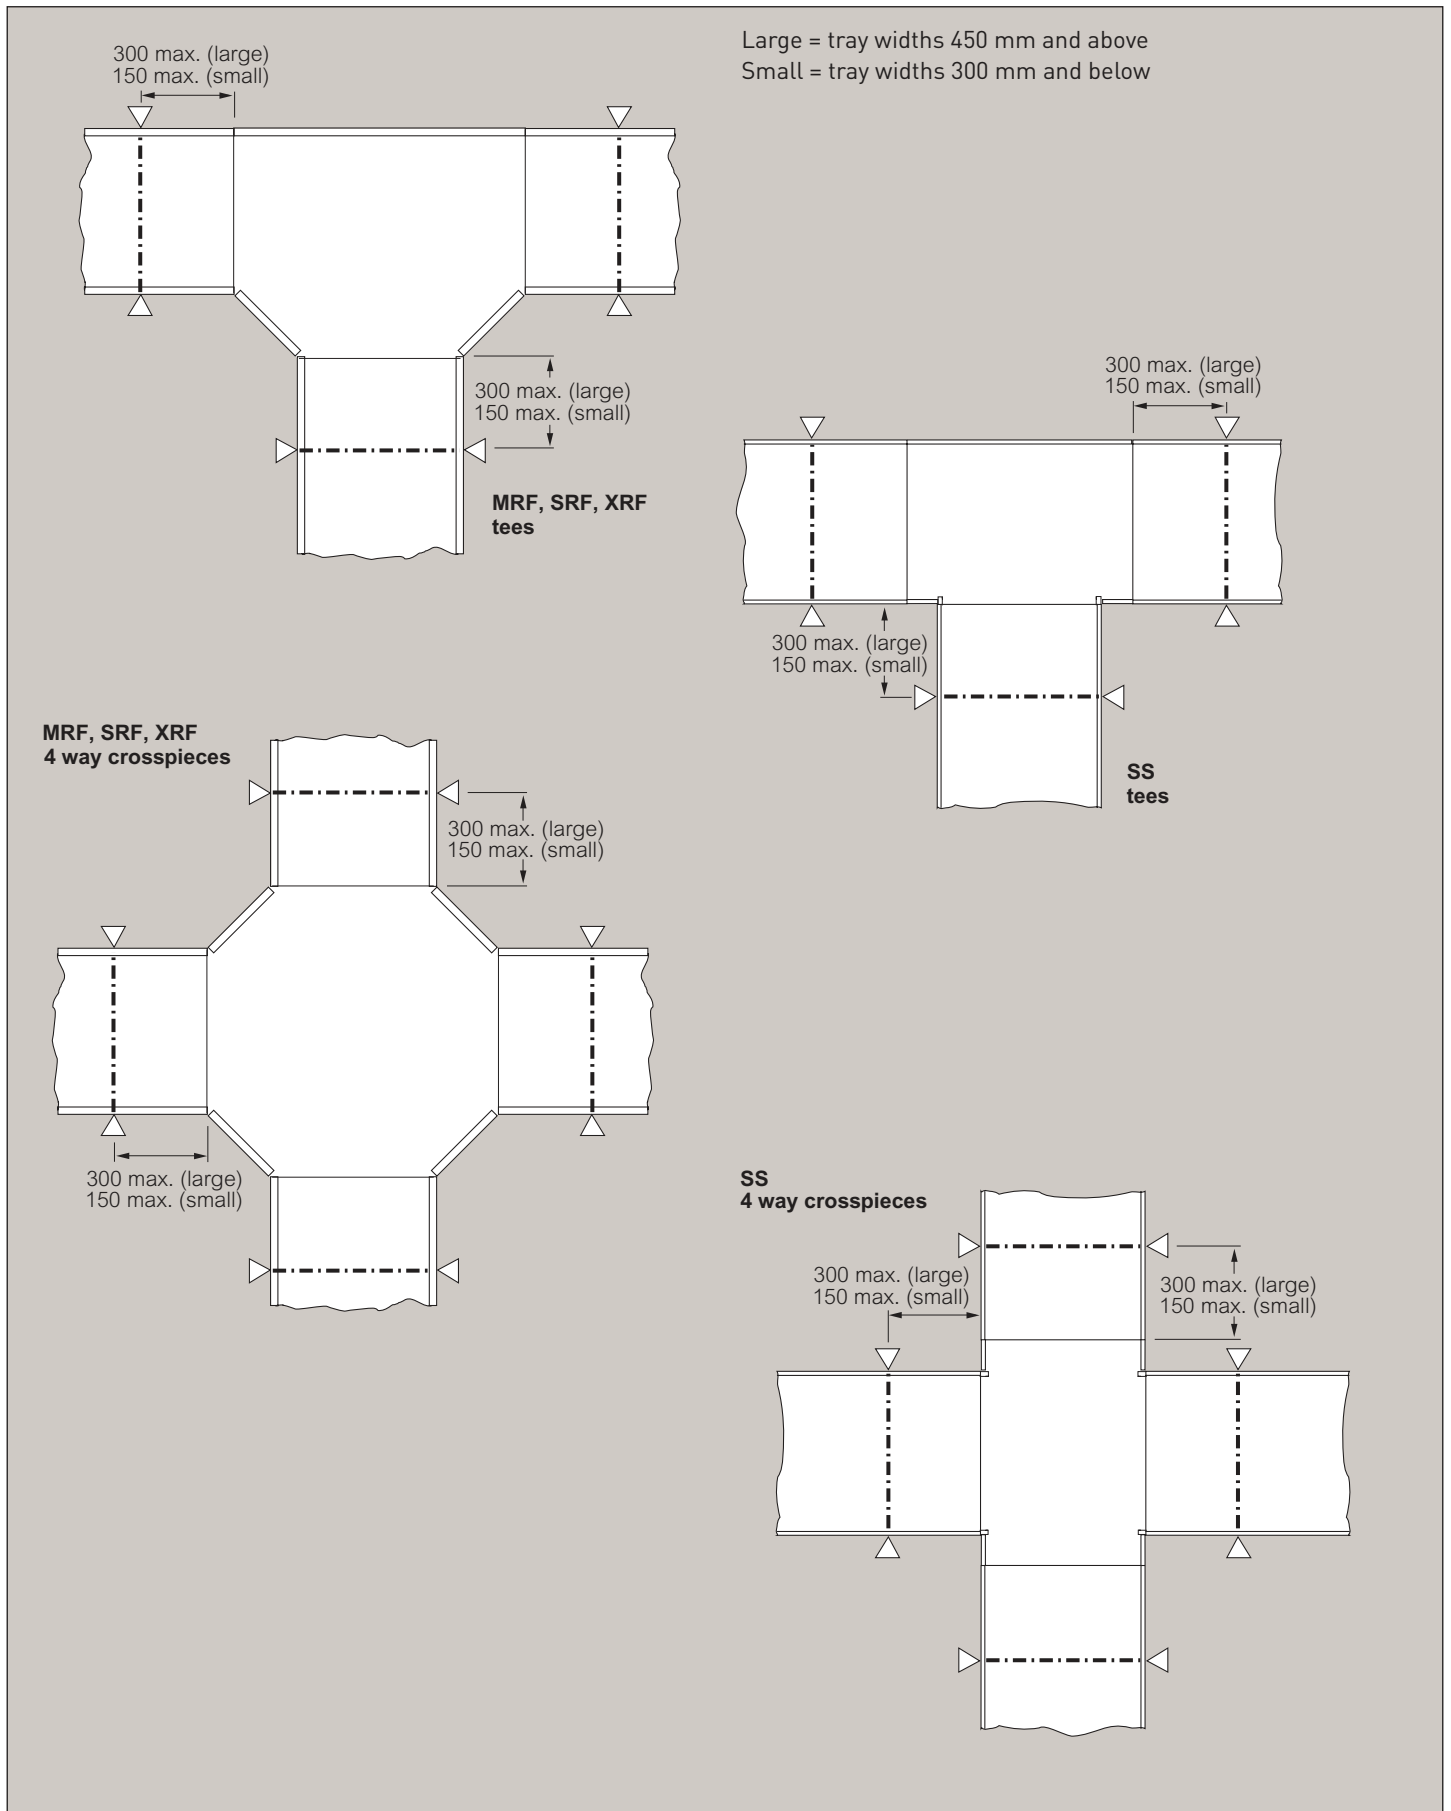 300 max. (large)
150 max. (small)
Large = tray widths 450 mm and above
Small = tray widths 300 mm and below
300 max. (large)
150 max. (small)
MRF, SRF, XRF
tees
300 max. (large)
150 max. (small)
300 max. (large)
150 max. (small)
SS
tees
MRF, SRF, XRF
4 way crosspieces
300 max. (large)
150 max. (small)
300 max. (large)
150 max. (small)
SS
4 way crosspieces
300 max. (large)
150 max. (small)
300 max. (large)
150 max. (small)